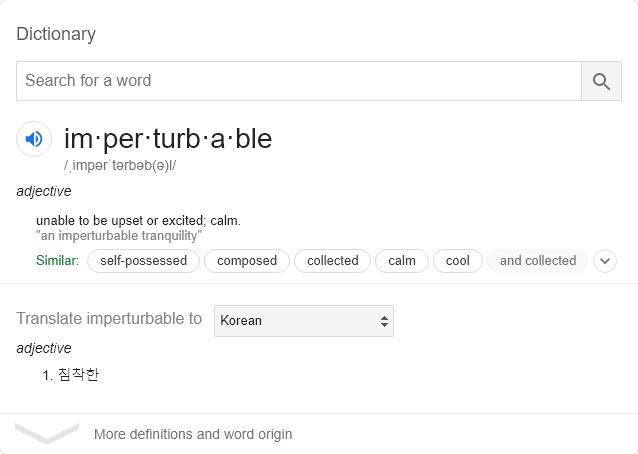 Dictionary
Search for a word
im·per·turb·a·ble
/ˌimpərˈtərbəb(ə)l/
adjective
unable to be upset or excited; calm.
"an imperturbable tranquility"
Similar: self-possessed composed collected calm cool and collected
Translate imperturbable to Korean
adjective
1. 침착한
More definitions and word origin